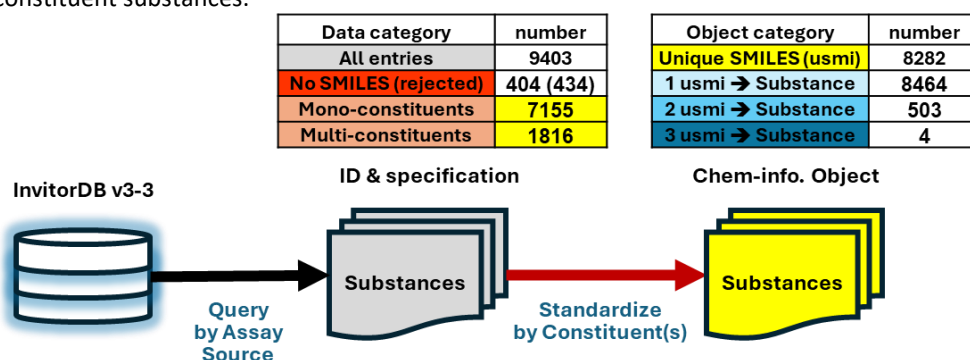 constituent substances.
Data category number
All entries 9403
No SMILES (rejected) 404 (434)
Mono-constituents 7155
Multi-constituents 1816
Object category number
Unique SMILES (usmi) 8282
1 usmi ➔ Substance 8464
2 usmi ➔ Substance 503
3 usmi ➔ Substance 4
InvitorDB v3-3
ID & specification
Chem-info. Object
Substances
Substances
Query
by Assay
Source
Standardize
by Constituent(s)